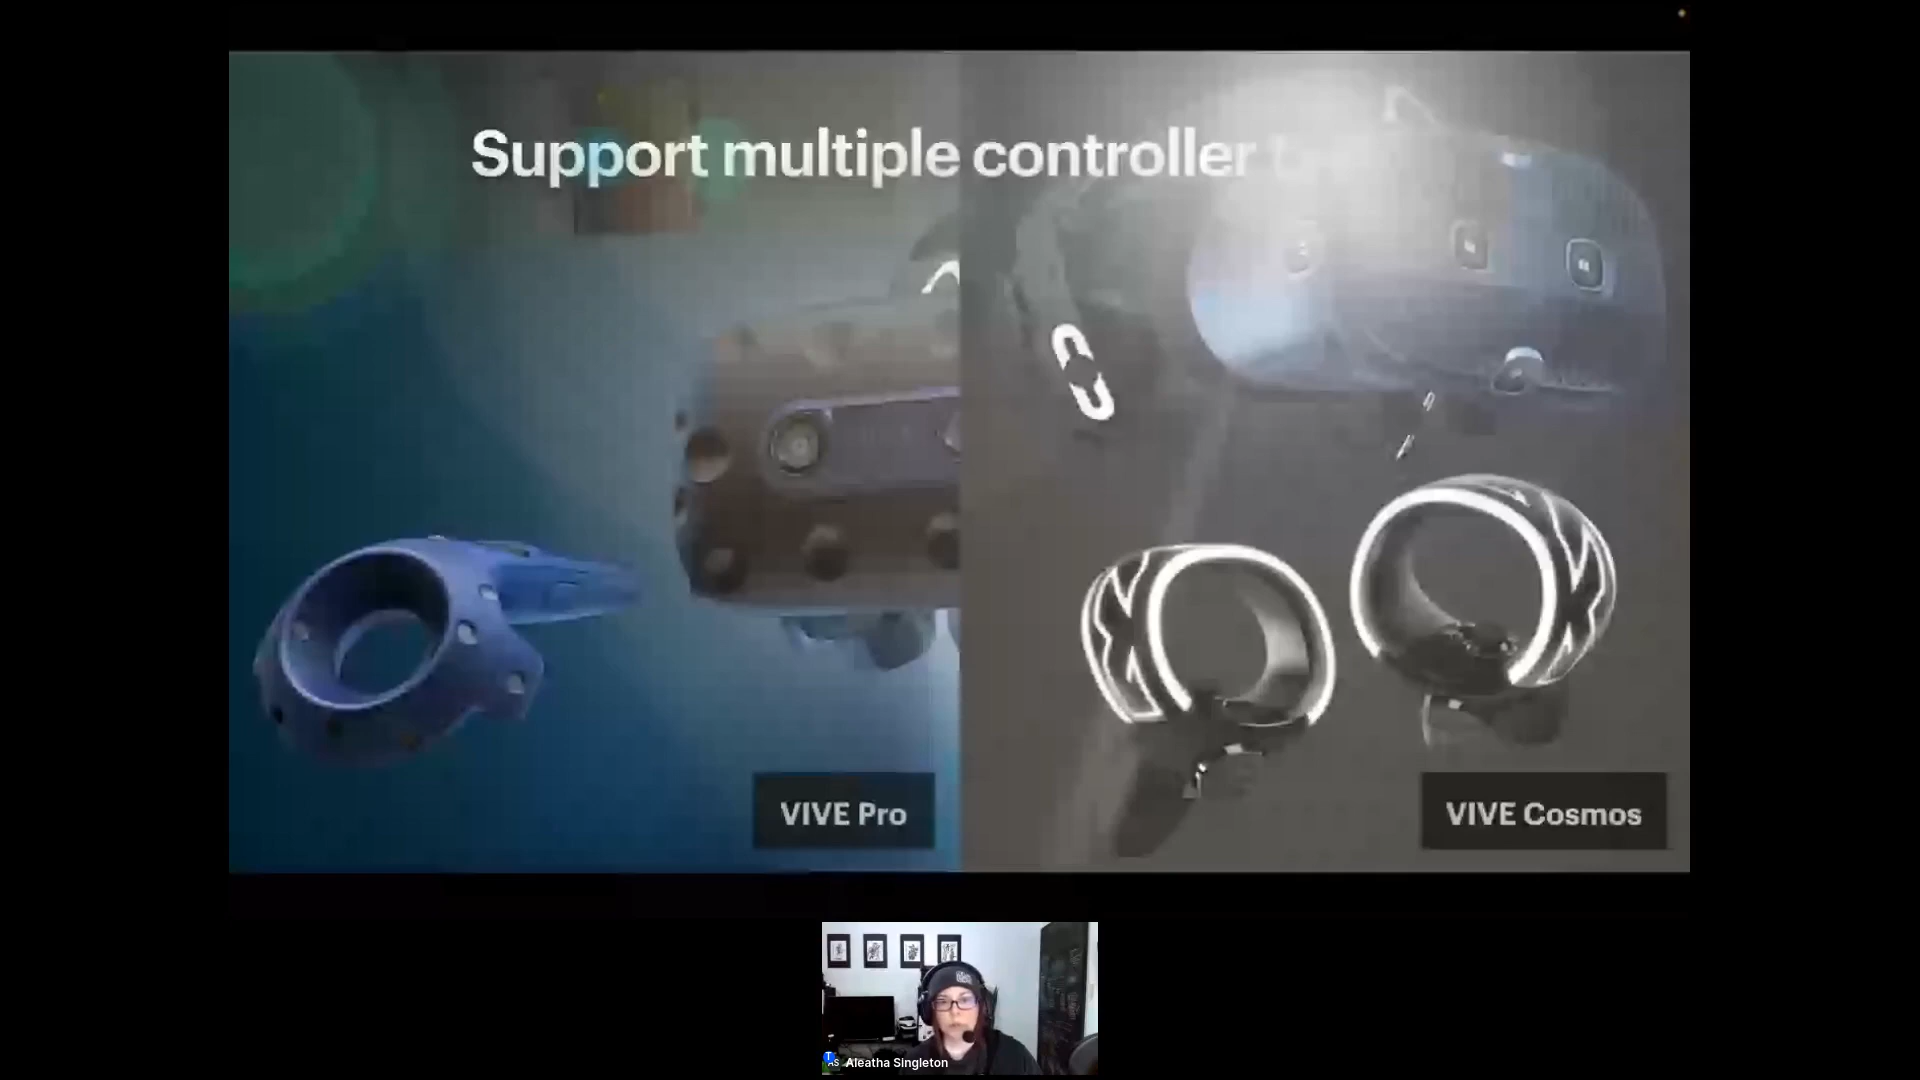 Support multiple controller
VIVE Pro
VIVE Cosmos
Aleatha Singleton